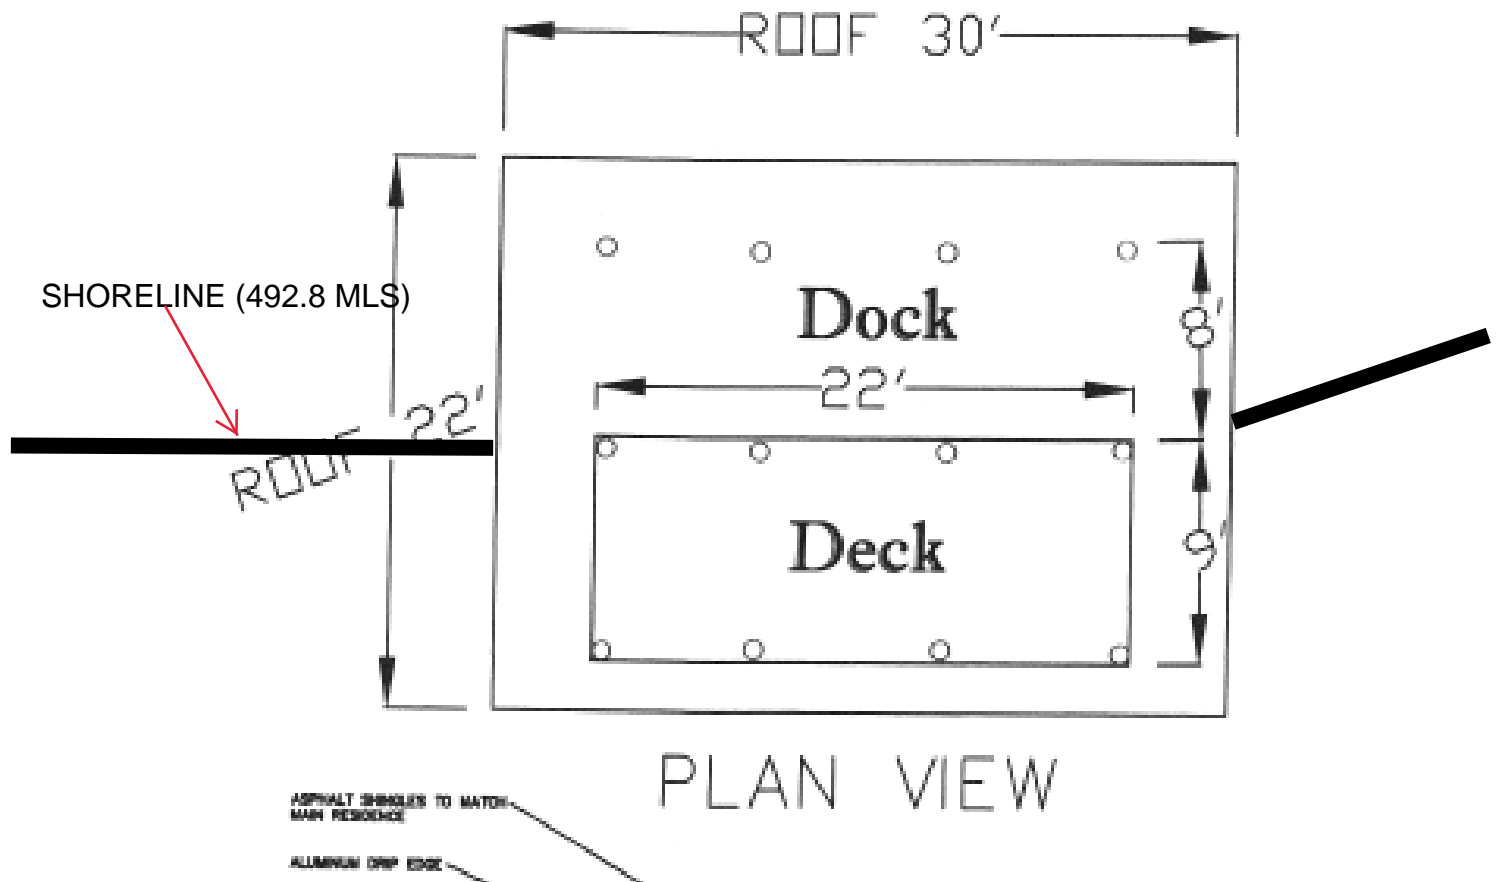 ROOF 30'
SHORELINE (492.8 MLS)
Dock
8'
22'
ROOF 22'
Deck
9'
PLAN VIEW
ASPHALT SHINGLES TO MATCH
MAIN RESIDENCE
ALUMINUM DRIP EDGE